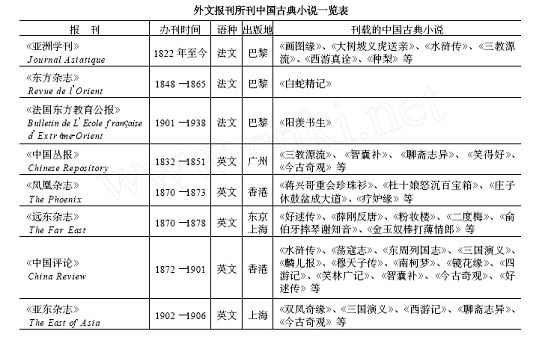 外文报刊所刊中国古典小说一览表
报 刊 办刊时间 语种 出版地 刊载的中国古典小说
《亚洲学刊》
Journal Asiatique
1822 年至今 法文 巴黎
《画图缘》、《大树坡义虎送亲》、《水浒传》、《三教源
流》、《西游真诠》、《种梨》等
《东方杂志》
Revue de l'Orient
1848 —1865 法文 巴黎 《白蛇精记》
《法国东方教育公报》
Bulletin de L'Ecole française
d'Extrême-Orient
1901 —1938 法文 巴黎 《阳羡书生》
《中国丛报》
Chinese Repository
1832 —1851 英文 广州
《三教源流》、《智囊补》、《聊斋志异》、《笑得好》、
《今古奇观》等
《凤凰杂志》
The Phoenix
1870 —1873 英文 香港
《蒋兴哥重会珍珠衫》、《杜十娘怒沉百宝箱》、《庄子
休鼓盆成大道》、《疗妒缘》等
《远东杂志》
The Far East
1870 —1878 英文 东京
上海
《好逑传》、《薛刚反唐》、《粉妆楼》、《二度梅》、《俞
伯牙摔琴谢知音》、《金玉奴棒打薄情郎》等
《中国评论》
China Review
1872 —1901 英文 香港
《水浒传》、《荡寇志》、《东周列国志》、《三国演义》、
《麟儿报》、《穆天子传》、《南柯梦》、《镜花缘》、《西
游记》、《笑林广记》、《智囊补》、《今古奇观》、《好
逑传》等
《亚东杂志》
The East of Asia
1902 —1906 英文 上海
《双凤奇缘》、《三国演义》、《西游记》、《聊斋志异》、
《今古奇观》等